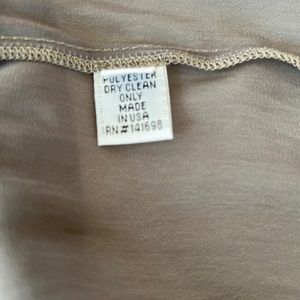 POLYESTER
DRY CLEAN
ONLY
MADE
IN USA
RN#141698